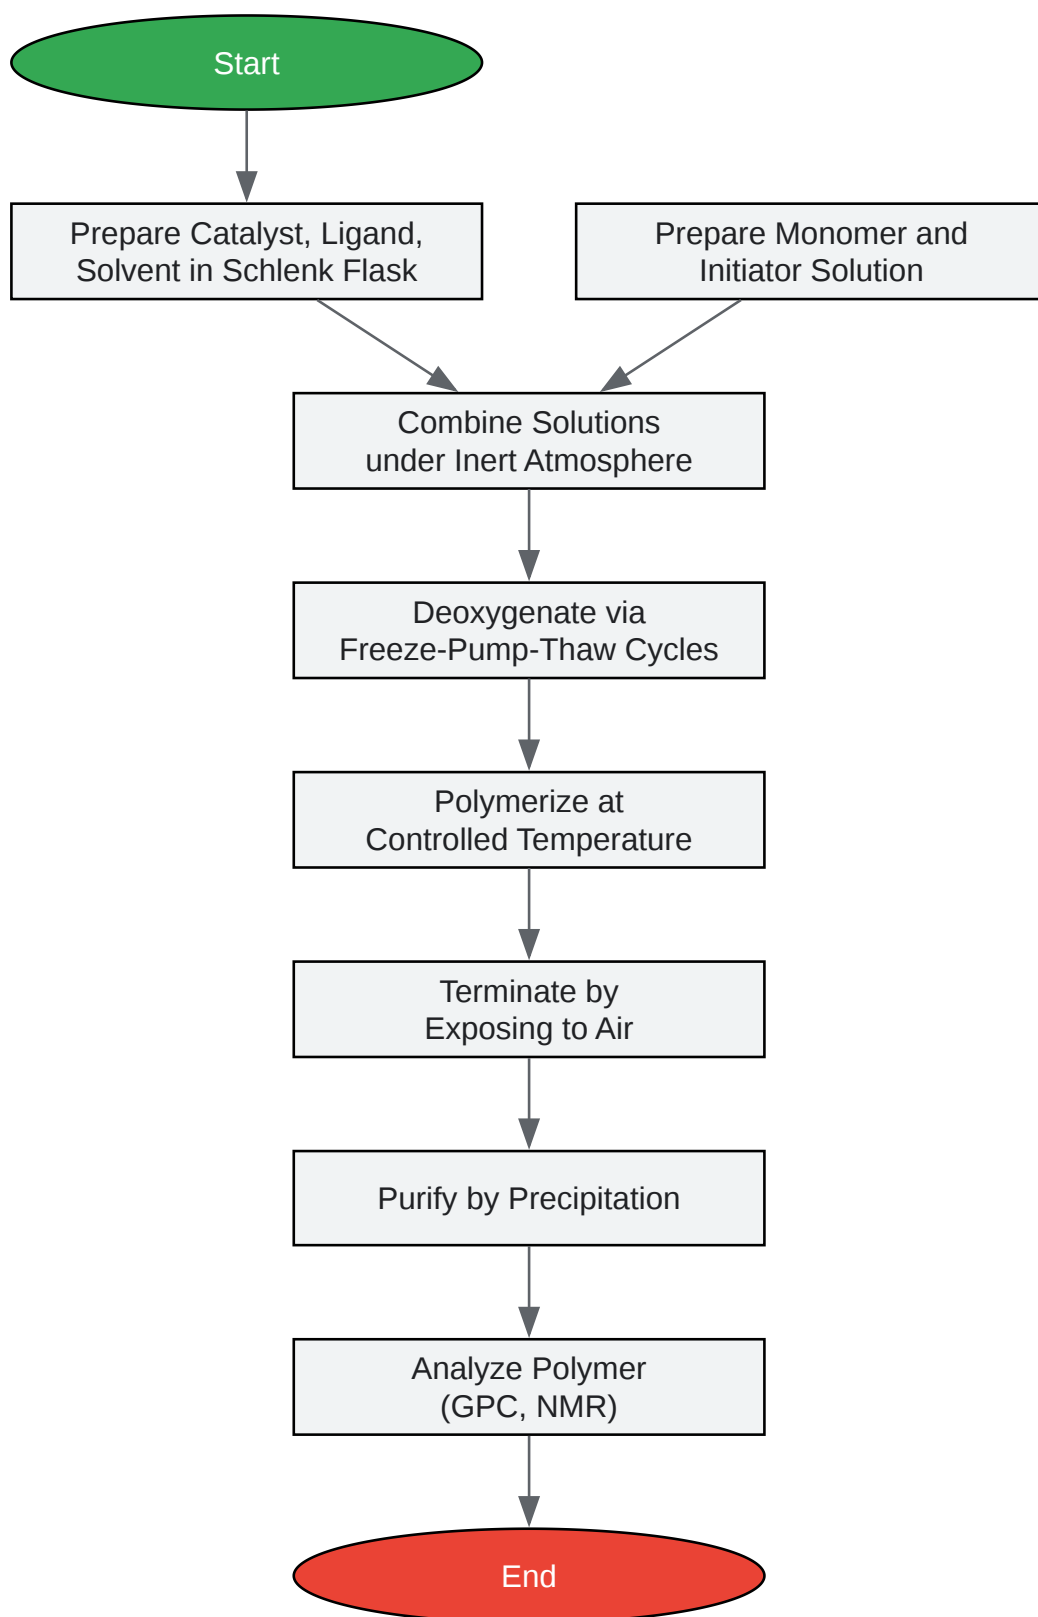 Start
Prepare Catalyst, Ligand,
Solvent in Schlenk Flask
Prepare Monomer and
Initiator Solution
Combine Solutions
under Inert Atmosphere
Deoxygenate via
Freeze-Pump-Thaw Cycles
Polymerize at
Controlled Temperature
Terminate by
Exposing to Air
Purify by Precipitation
Analyze Polymer
(GPC, NMR)
End